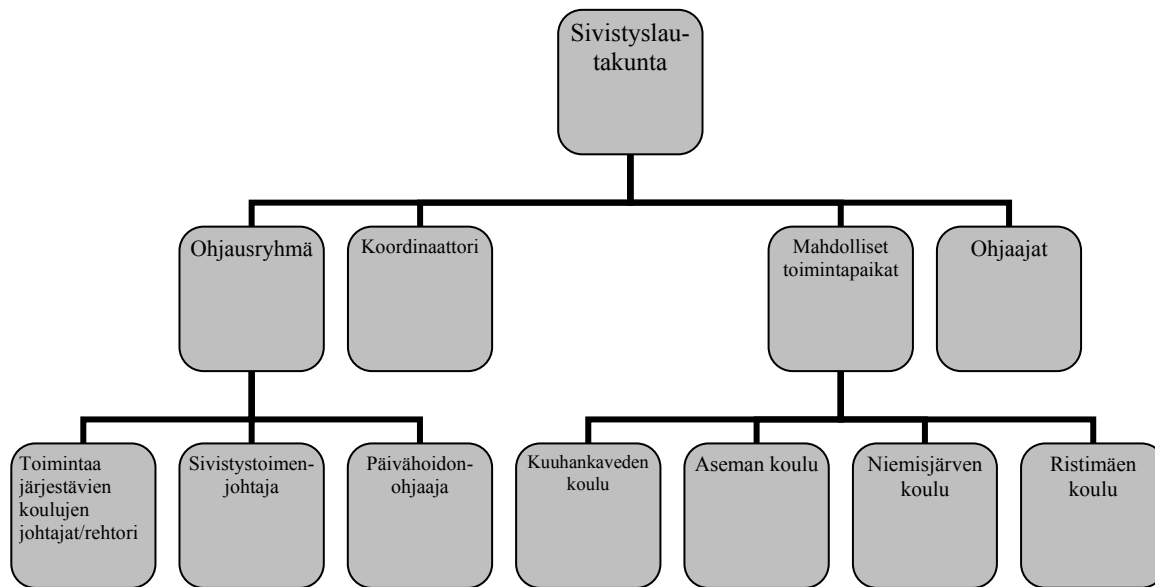 Sivistyslau-
takunta
Ohjausryhmä
Koordinaattori
Mahdolliset
toimintapaikat
Ohjaajat
Toimintaa
järjestävien
koulujen
johtajat/rehtori
Sivistystoimen-
johtaja
Päivähoidon-
ohjaaja
Kuuhankaveden
koulu
Aseman koulu
Niemisjärven
koulu
Ristimäen
koulu